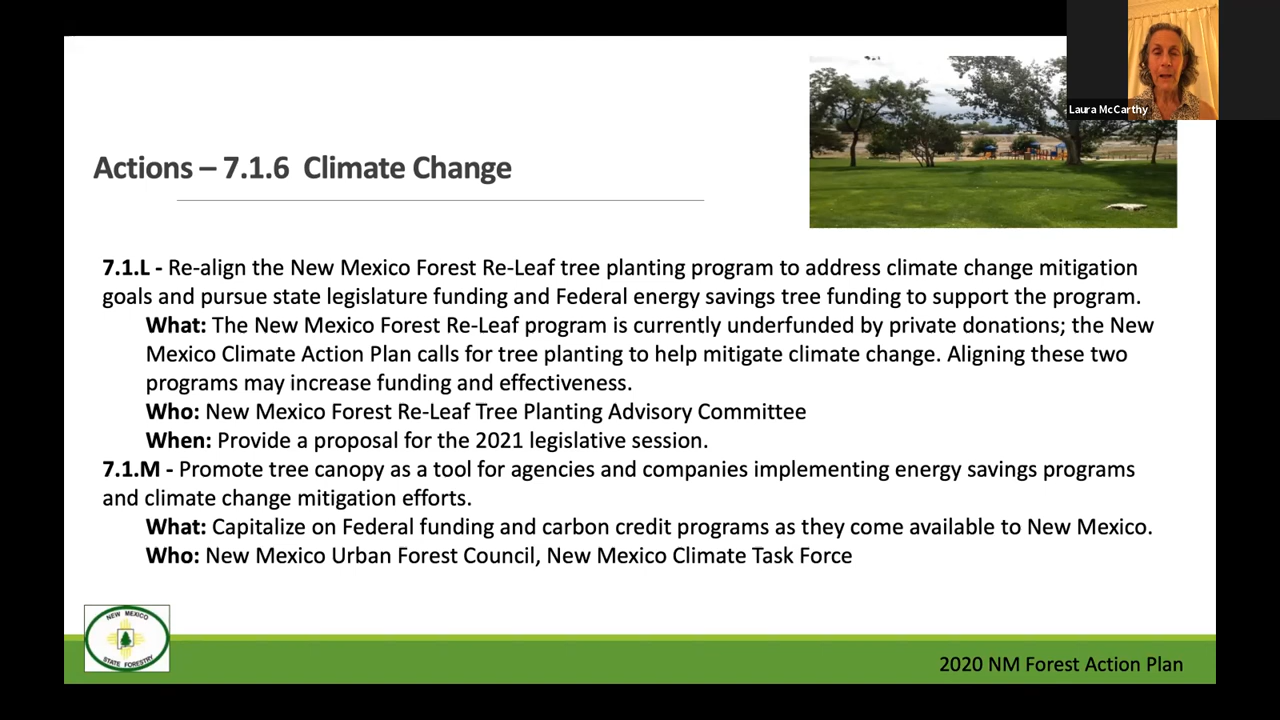 Laura McCarthy
Actions – 7.1.6 Climate Change
7.1.L - Re-align the New Mexico Forest Re-Leaf tree planting program to address climate change mitigation
goals and pursue state legislature funding and Federal energy savings tree funding to support the program.
What: The New Mexico Forest Re-Leaf program is currently underfunded by private donations; the New
Mexico Climate Action Plan calls for tree planting to help mitigate climate change. Aligning these two
programs may increase funding and effectiveness.
Who: New Mexico Forest Re-Leaf Tree Planting Advisory Committee
When: Provide a proposal for the 2021 legislative session.
7.1.M - Promote tree canopy as a tool for agencies and companies implementing energy savings programs
and climate change mitigation efforts.
What: Capitalize on Federal funding and carbon credit programs as they come available to New Mexico.
Who: New Mexico Urban Forest Council, New Mexico Climate Task Force
NEW MEXICO
STATE FORESTRY
2020 NM Forest Action Plan